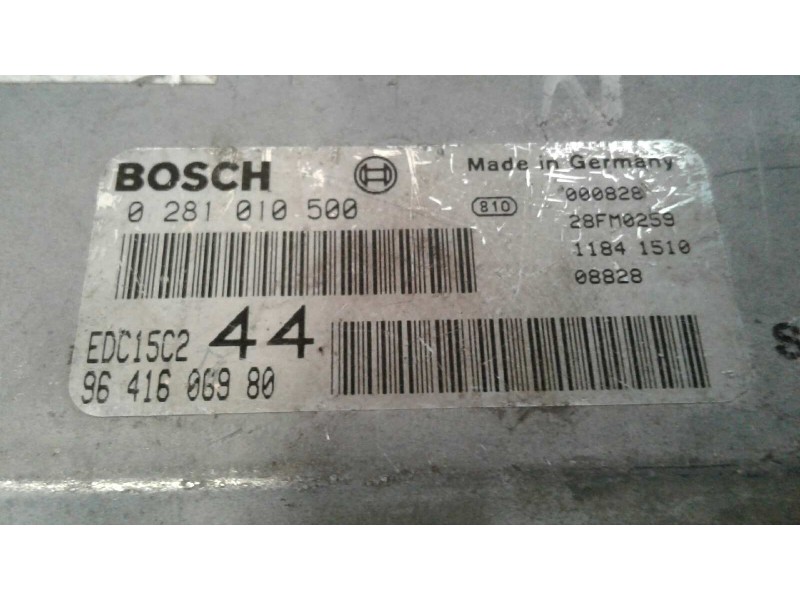 BOSCH
Made in Germany
0 281 010 500
810
000828
28FM0259
1184 1510
08828
EDC15C2 44
96 416 069 80